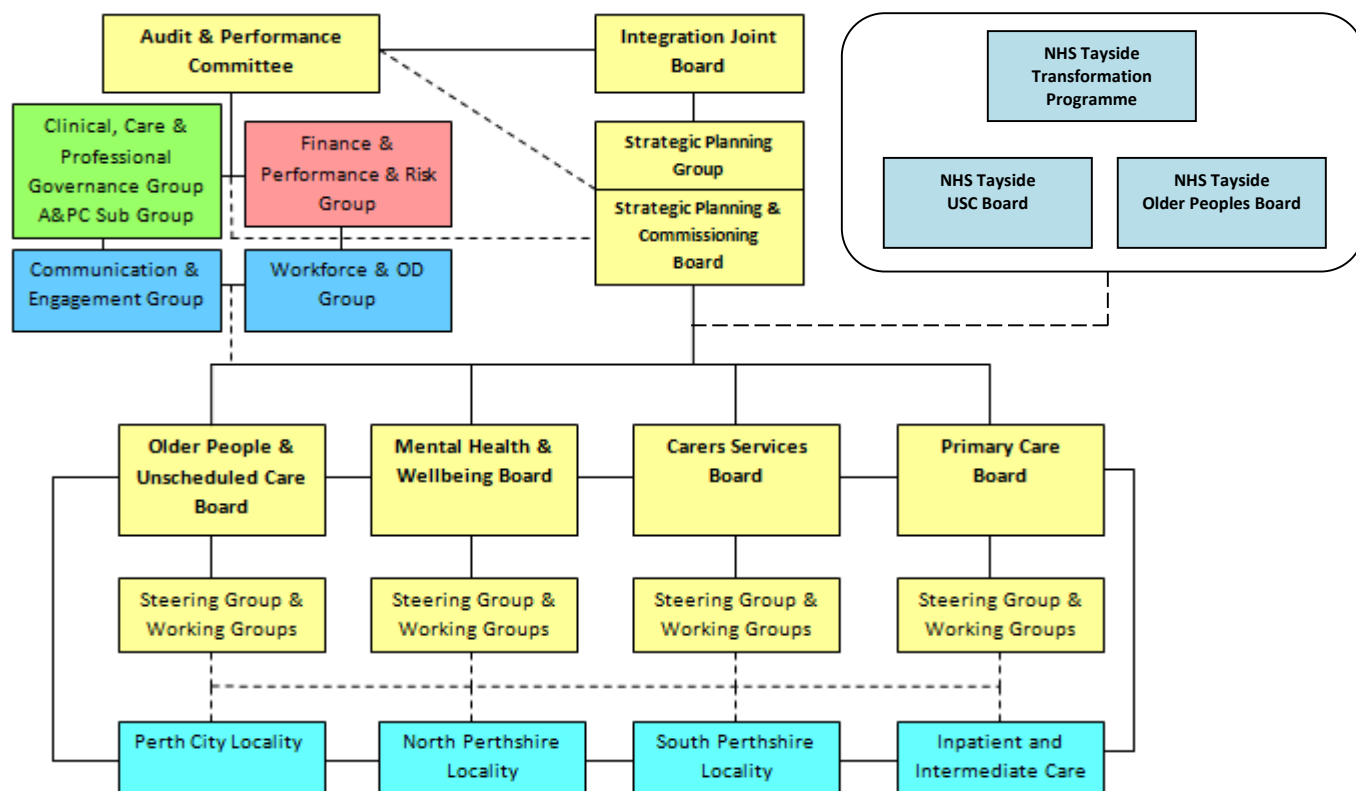 Audit & Performance
Committee
Integration Joint
Board
NHS Tayside
Transformation
Programme
Clinical, Care &
Professional
Governance Group
A&PC Sub Group
Finance &
Performance & Risk
Group
Strategic Planning
Group
Strategic Planning &
Commissioning
Board
NHS Tayside
USC Board
NHS Tayside
Older Peoples Board
Communication &
Engagement Group
Workforce & OD
Group
Older People &
Unscheduled Care
Board
Mental Health &
Wellbeing Board
Carers Services
Board
Primary Care
Board
Steering Group &
Working Groups
Steering Group &
Working Groups
Steering Group &
Working Groups
Steering Group &
Working Groups
Perth City Locality
North Perthshire
Locality
South Perthshire
Locality
Inpatient and
Intermediate Care